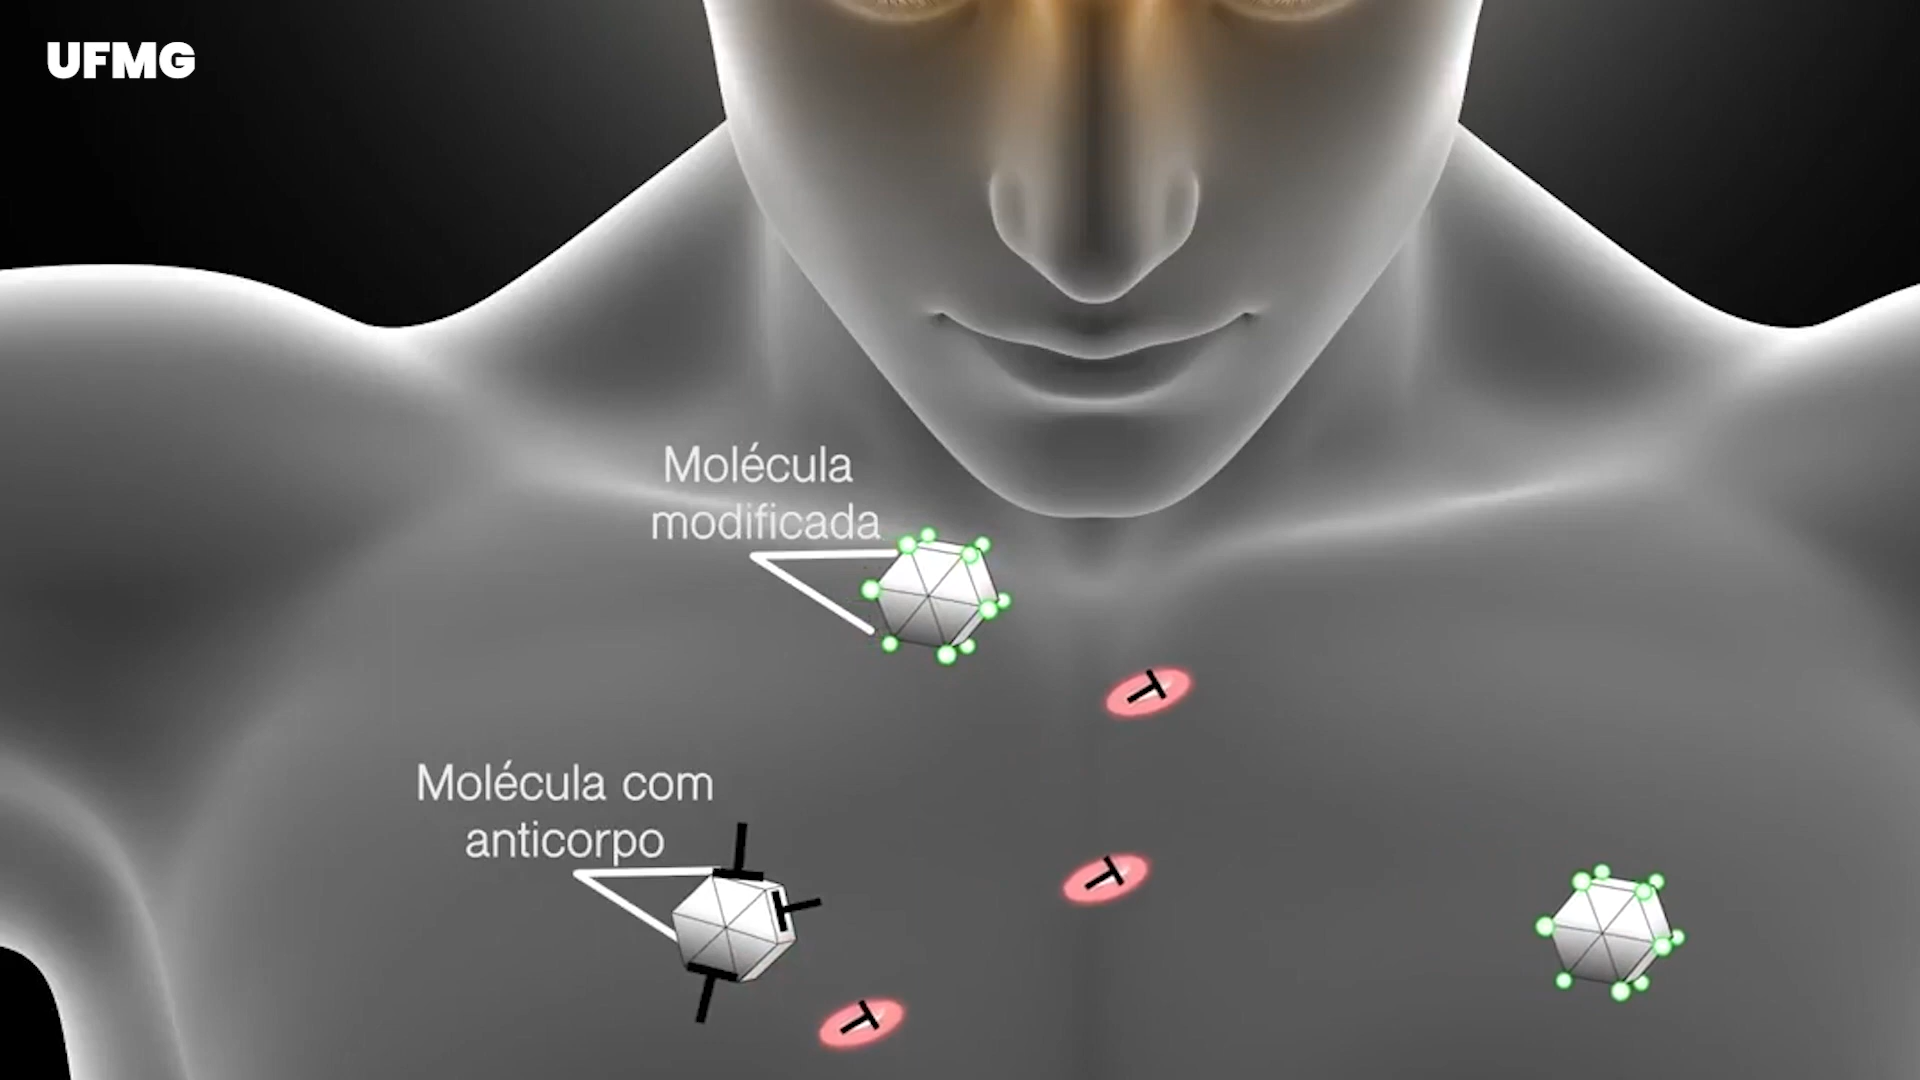 UFMG
Molécula
modificada
Molécula com
anticorpo